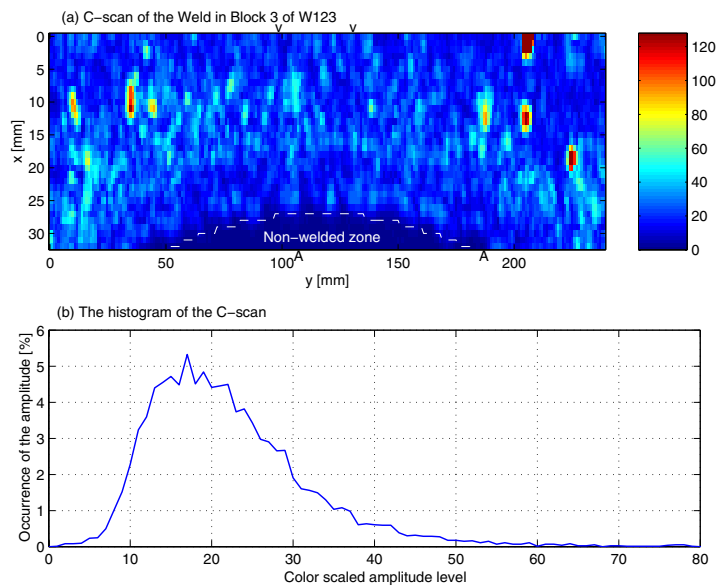 (a) C−scan of the Weld in Block 3 of W123
v v
0
5
10
15
20
25
30
x [mm]
Non−welded zone
A A
0 50 100 150 200
y [mm]
120
100
80
60
40
20
0
(b) The histogram of the C−scan
6
5
4
3
2
1
0
Occurrence of the amplitude [%]
0 10 20 30 40 50 60 70 80
Color scaled amplitude level